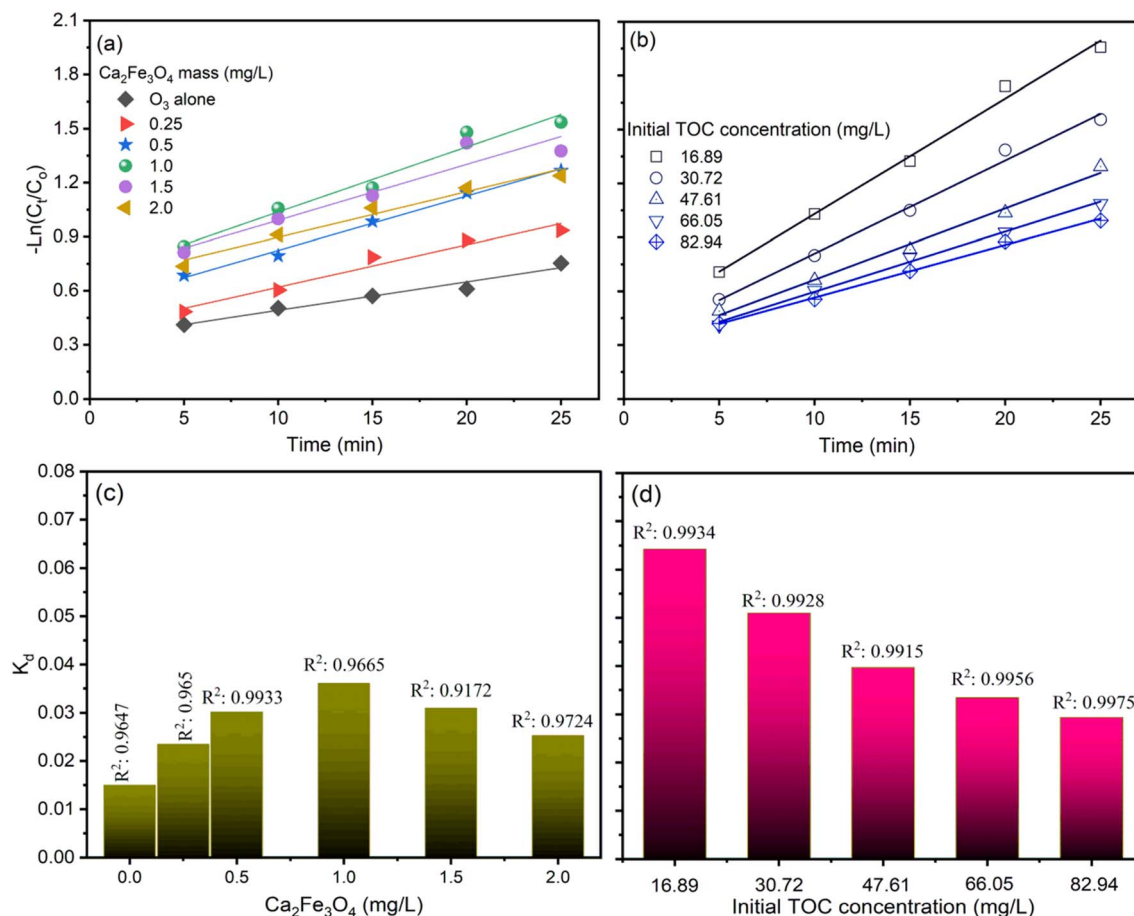 (a)
Ca₂Fe₃O₄ mass (mg/L)
O₃ alone
0.25
0.5
1.0
1.5
2.0
2.1
1.8
1.5
1.2
0.9
0.6
0.3
0.0
-Ln(Cₜ/Cₒ)
0 5 10 15 20 25
Time (min)
(b)
Initial TOC concentration (mg/L)
16.89
30.72
47.61
66.05
82.94
0 5 10 15 20 25
Time (min)
(c)
0.08
0.07
0.06
0.05
0.04
0.03
0.02
0.01
0.00
K_d
R²: 0.9647
R²: 0.965
R²: 0.9933
R²: 0.9665
R²: 0.9172
R²: 0.9724
0.0 0.5 1.0 1.5 2.0
Ca₂Fe₃O₄ (mg/L)
(d)
R²: 0.9934
R²: 0.9928
R²: 0.9915
R²: 0.9956
R²: 0.9975
16.89 30.72 47.61 66.05 82.94
Initial TOC concentration (mg/L)